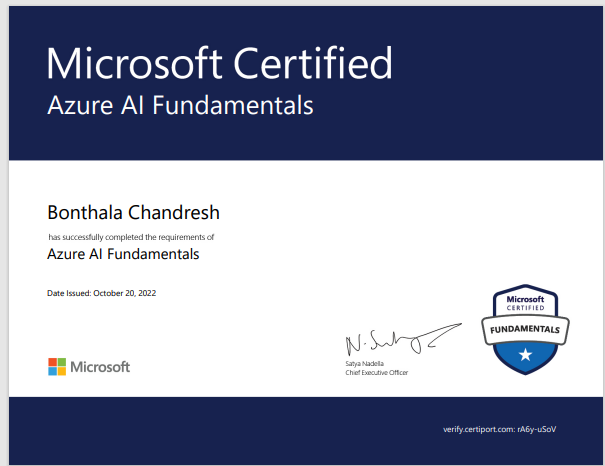 Microsoft Certified
Azure AI Fundamentals
Bonthala Chandresh
has successfully completed the requirements of
Azure AI Fundamentals
Date Issued: October 20, 2022
Microsoft
CERTIFIED
FUNDAMENTALS
N. Satya
Satya Nadella
Chief Executive Officer
Microsoft
verify.certiport.com: rA6y-uSoV